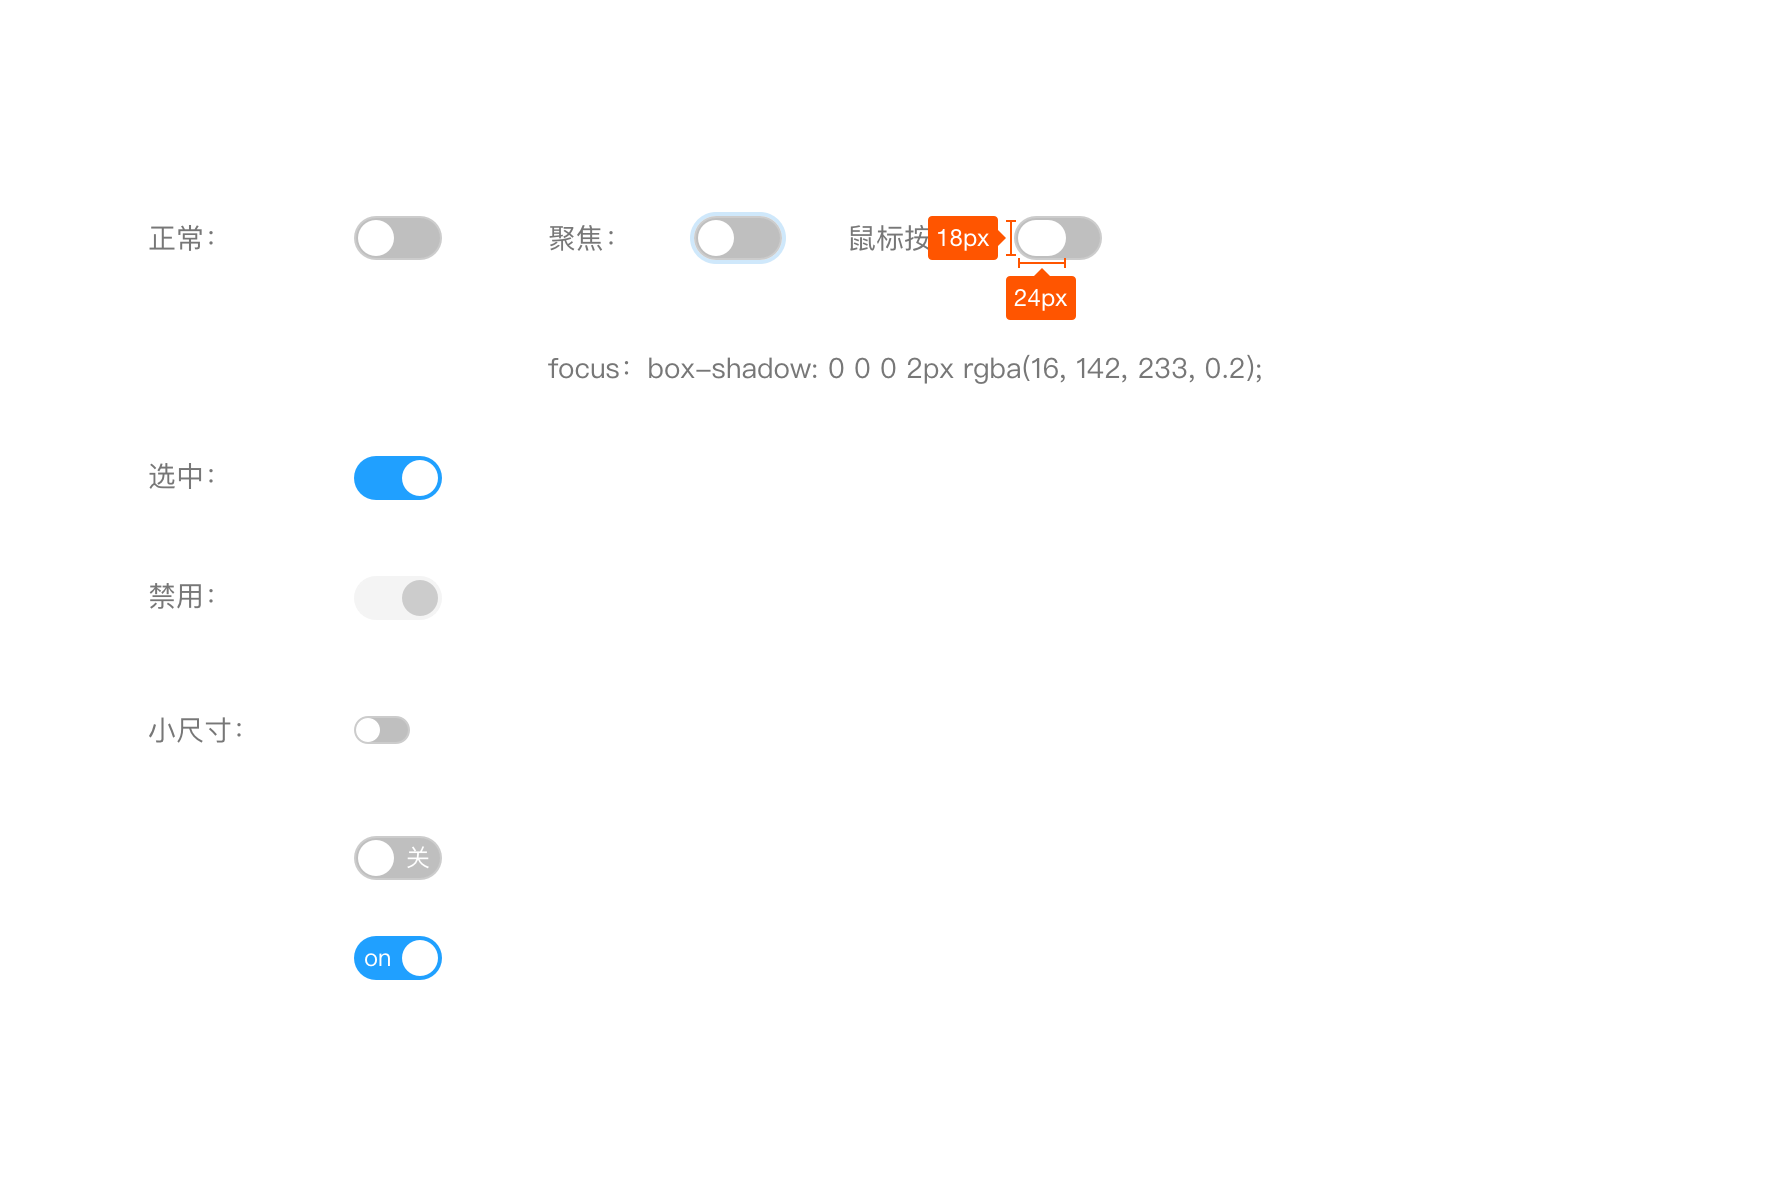 正常：
聚焦：
鼠标按
18px
24px
focus：box-shadow: 0 0 0 2px rgba(16, 142, 233, 0.2);
选中：
禁用：
小尺寸：
关
on